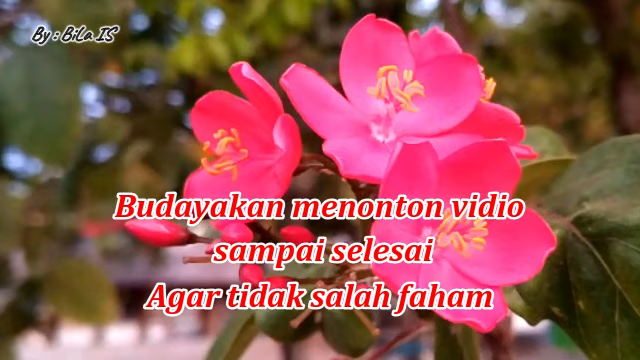 By : BiLa IS
Budayakan menonton vidio
sampai selesai
Agar tidak salah faham